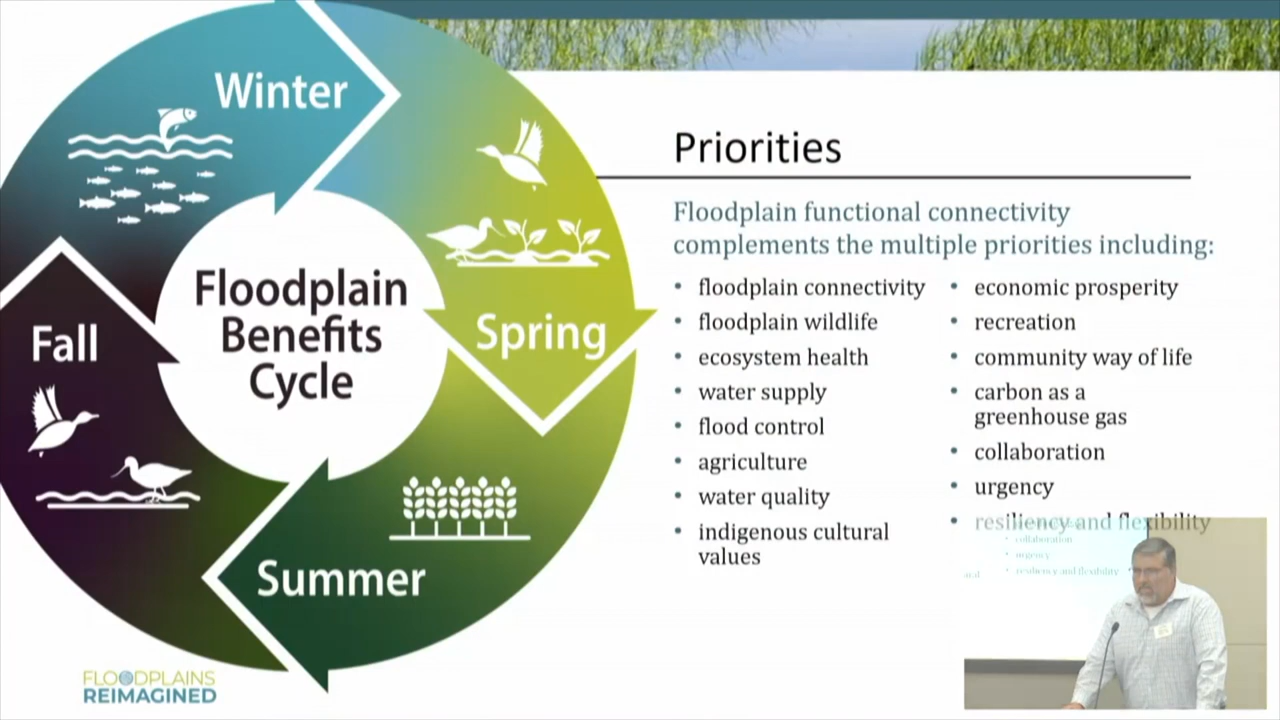 Winter
Spring
Summer
Fall
Floodplain
Benefits
Cycle
FLOODPLAINS
REIMAGINED
Priorities
Floodplain functional connectivity
complements the multiple priorities including:
• floodplain connectivity
• floodplain wildlife
• ecosystem health
• water supply
• flood control
• agriculture
• water quality
• indigenous cultural
values
• economic prosperity
• recreation
• community way of life
• carbon as a
greenhouse gas
• collaboration
• urgency
• resiliency and flexibility
• collaboration
• urgency
• resiliency and flexibility